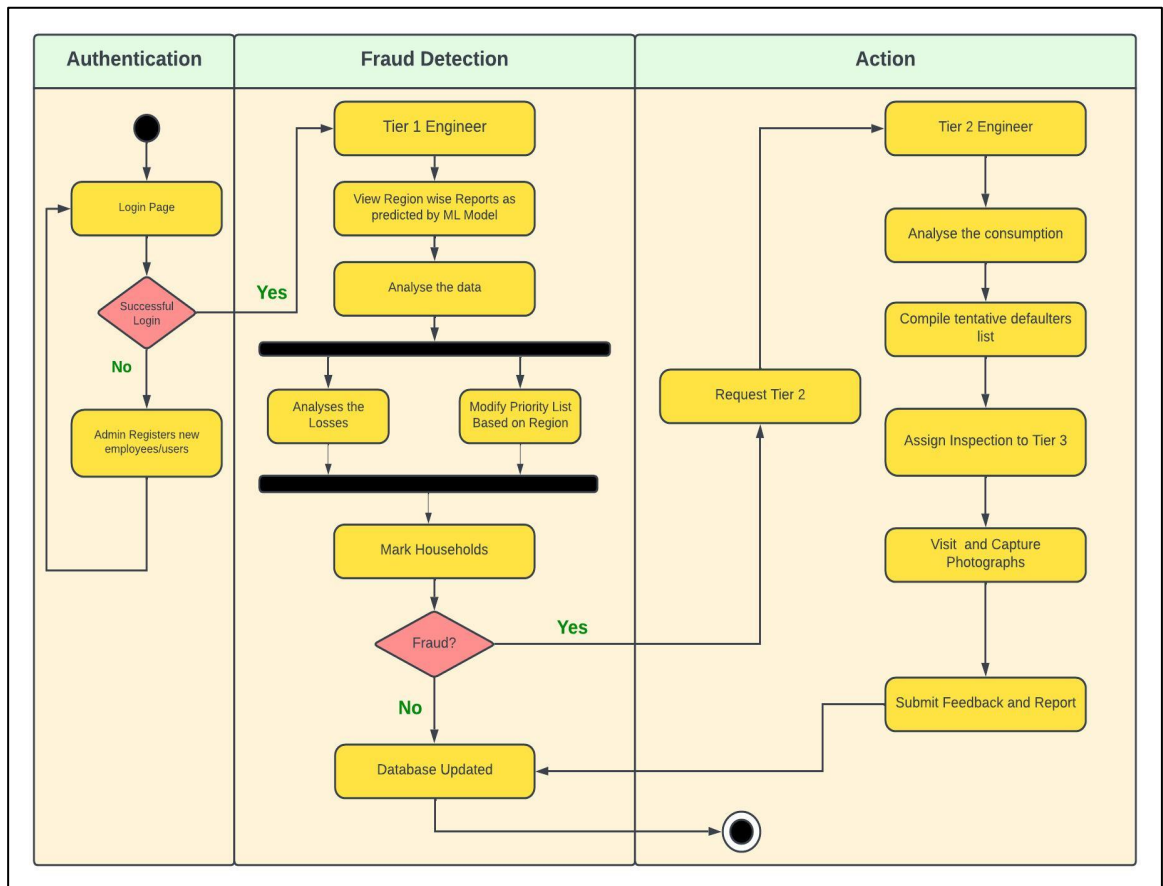 Authentication
Fraud Detection
Action
Login Page
Successful
Login
Yes
No
Admin Registers new
employees/users
Tier 1 Engineer
View Region wise Reports as
predicted by ML Model
Analyse the data
Analyses the
Losses
Modify Priority List
Based on Region
Mark Households
Fraud?
Yes
No
Database Updated
Request Tier 2
Tier 2 Engineer
Analyse the consumption
Compile tentative defaulters
list
Assign Inspection to Tier 3
Visit and Capture
Photographs
Submit Feedback and Report